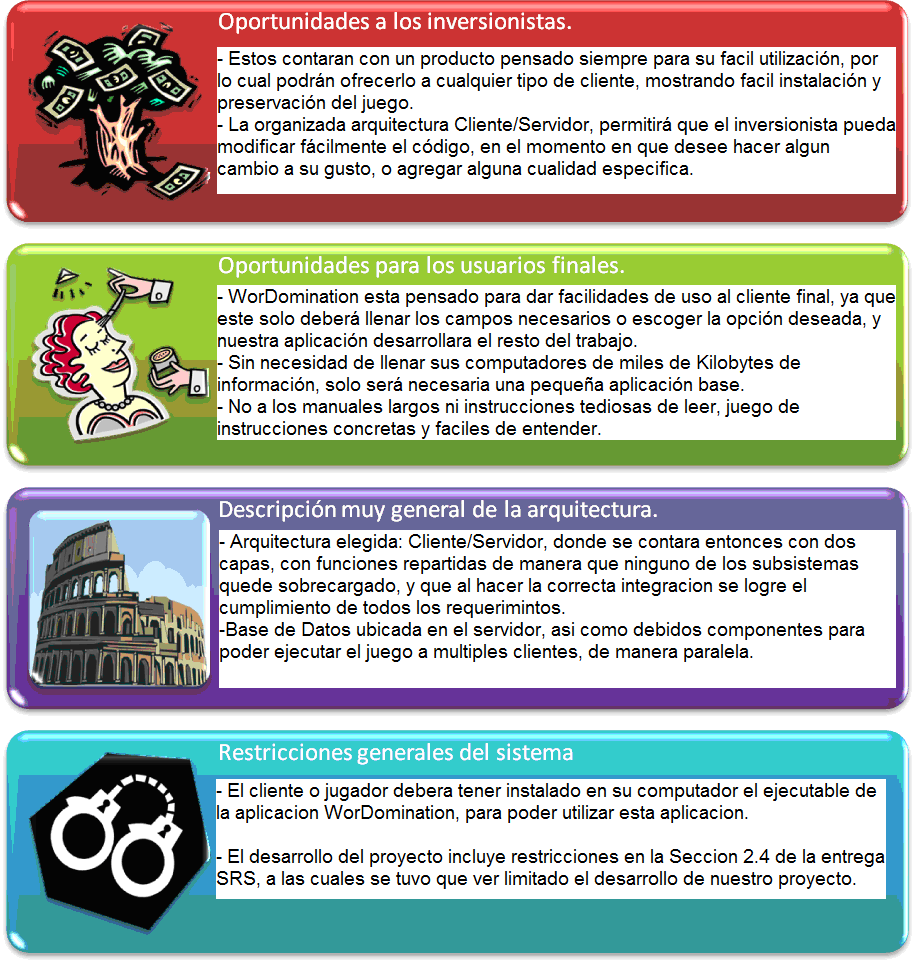 Oportunidades a los inversionistas.
- Estos contaran con un producto pensado siempre para su facil utilización, por
lo cual podrán ofrecerlo a cualquier tipo de cliente, mostrando facil instalación y
preservación del juego.
- La organizada arquitectura Cliente/Servidor, permitirá que el inversionista pueda
modificar fácilmente el código, en el momento en que desee hacer algun
cambio a su gusto, o agregar alguna cualidad especifica.
Oportunidades para los usuarios finales.
- WorDomination esta pensado para dar facilidades de uso al cliente final, ya que
este solo deberá llenar los campos necesarios o escoger la opción deseada, y
nuestra aplicación desarrollara el resto del trabajo.
- Sin necesidad de llenar sus computadores de miles de Kilobytes de
información, solo será necesaria una pequeña aplicación base.
- No a los manuales largos ni instrucciones tediosas de leer, juego de
instrucciones concretas y faciles de entender.
Descripción muy general de la arquitectura.
- Arquitectura elegida: Cliente/Servidor, donde se contara entonces con dos
capas, con funciones repartidas de manera que ninguno de los subsistemas
quede sobrecargado, y que al hacer la correcta integracion se logre el
cumplimiento de todos los requerimintos.
-Base de Datos ubicada en el servidor, asi como debidos componentes para
poder ejecutar el juego a multiples clientes, de manera paralela.
Restricciones generales del sistema
- El cliente o jugador debera tener instalado en su computador el ejecutable de
la aplicacion WorDomination, para poder utilizar esta aplicacion.
- El desarrollo del proyecto incluye restricciones en la Seccion 2.4 de la entrega
SRS, a las cuales se tuvo que ver limitado el desarrollo de nuestro proyecto.